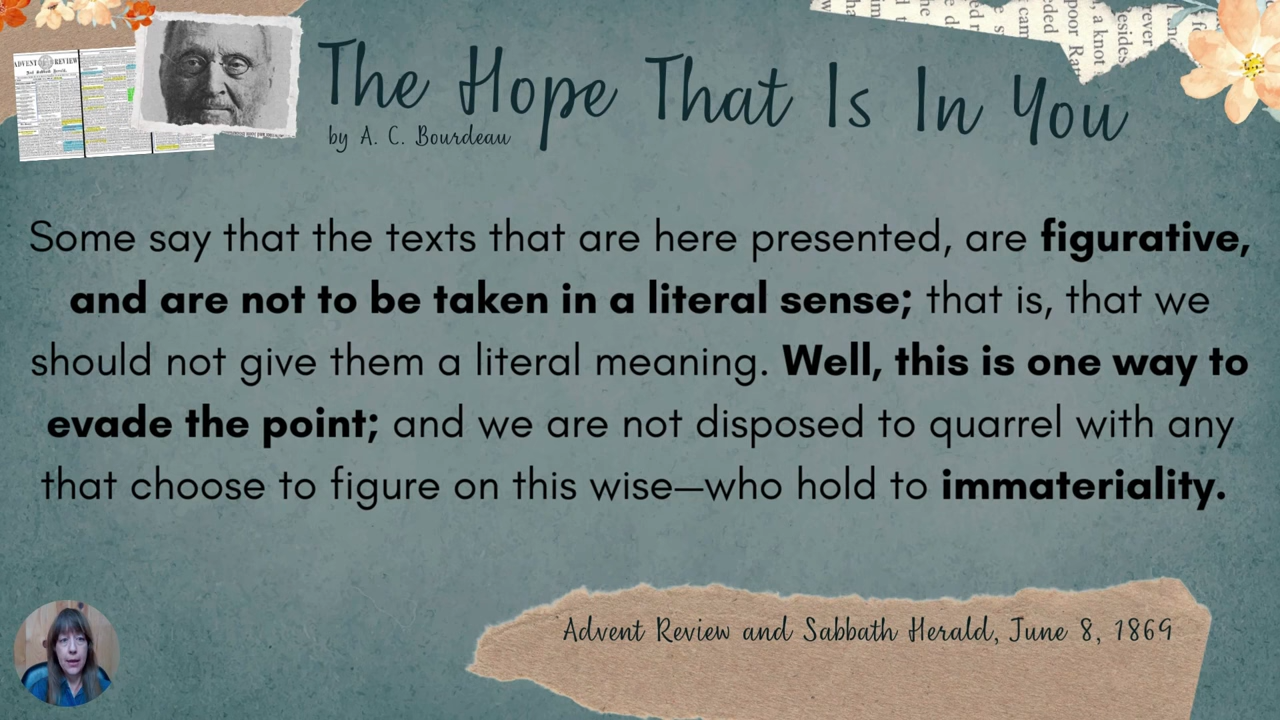 The Hope That Is In You
by A. C. Bourdeau
Some say that the texts that are here presented, are figurative,
and are not to be taken in a literal sense; that is, that we
should not give them a literal meaning. Well, this is one way to
evade the point; and we are not disposed to quarrel with any
that choose to figure on this wise—who hold to immateriality.
Advent Review and Sabbath Herald, June 8, 1869
ADVENT REVIEW